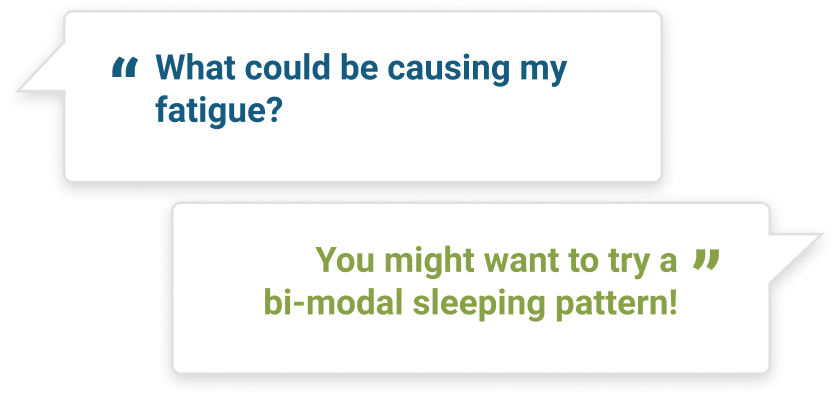 “ What could be causing my
fatigue?
You might want to try a ”
bi-modal sleeping pattern!